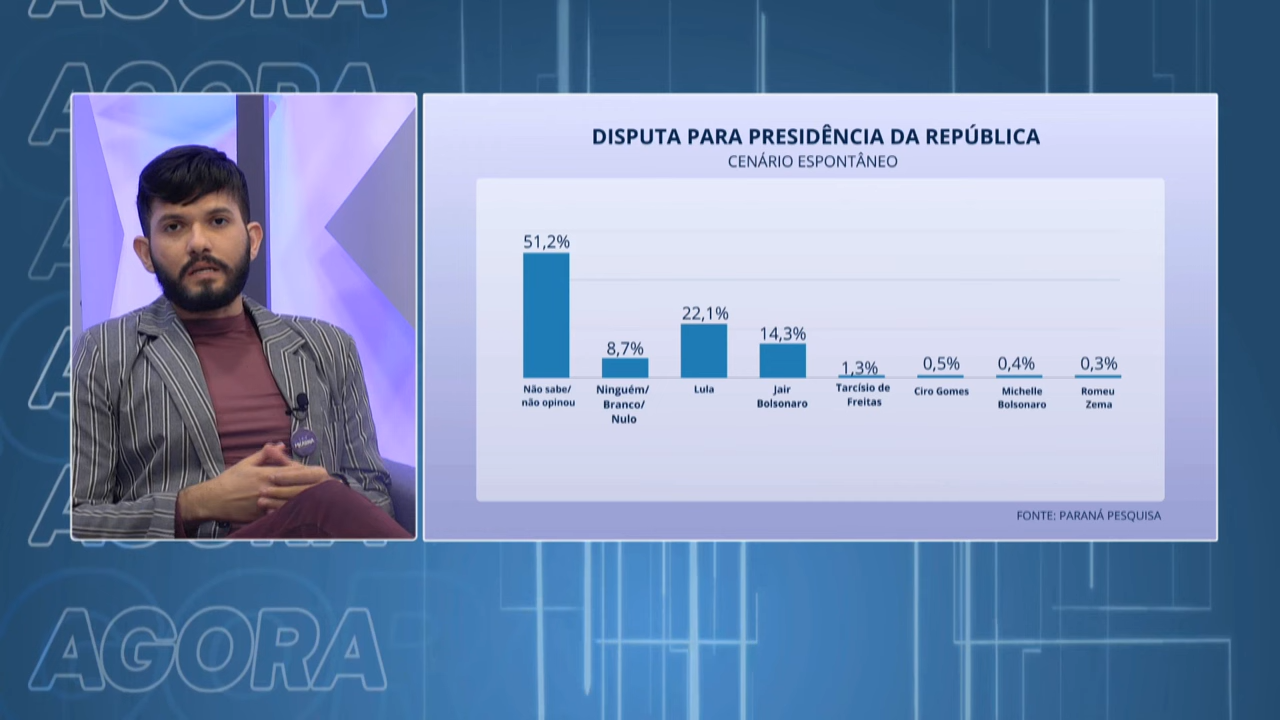 AGORA
AGORA
DISPUTA PARA PRESIDÊNCIA DA REPÚBLICA
CENÁRIO ESPONTÂNEO
51,2%
8,7%
22,1%
14,3%
1,3%
0,5%
0,4%
0,3%
Não sabe/
não opinou
Ninguém/
Branco/
Nulo
Lula
Jair
Bolsonaro
Tarcísio de
Freitas
Ciro Gomes
Michelle
Bolsonaro
Romeu
Zema
FONTE: PARANÁ PESQUISA
AGORA